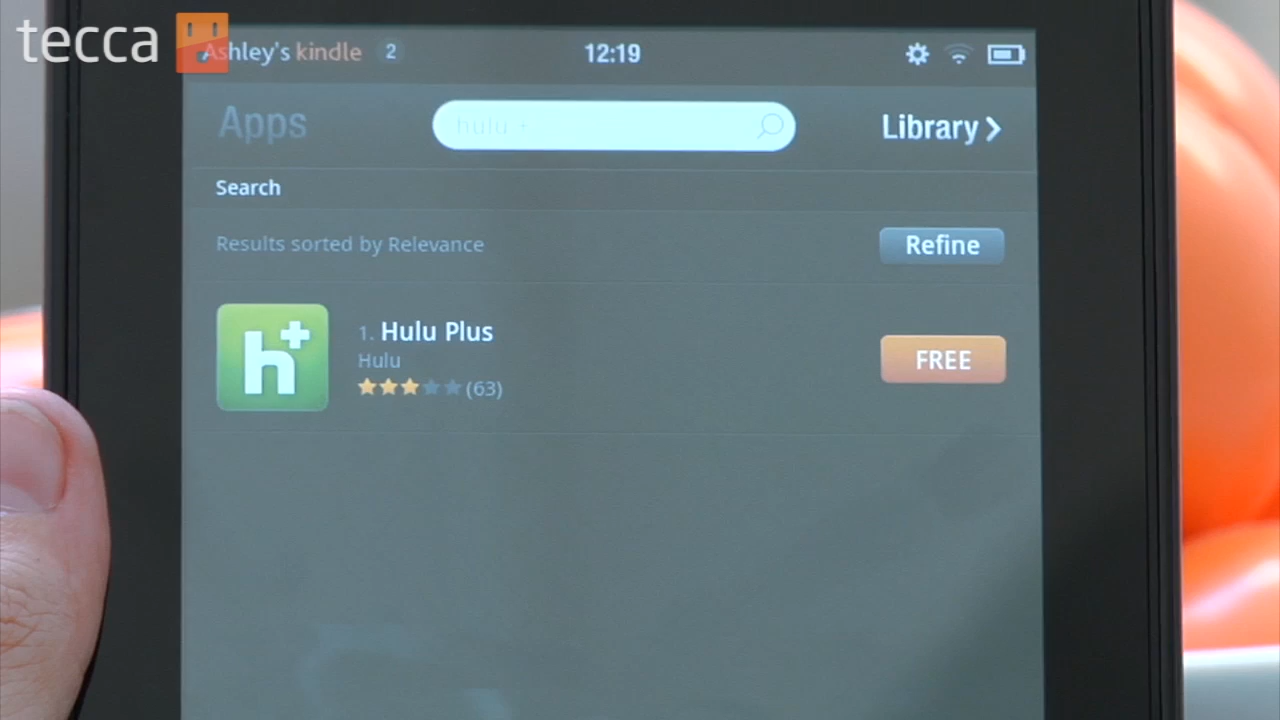 tecca
Ashley's kindle 2 12:19
Apps hulu + Library
Search
Results sorted by Relevance Refine
h+
1. Hulu Plus
Hulu
(63)
FREE